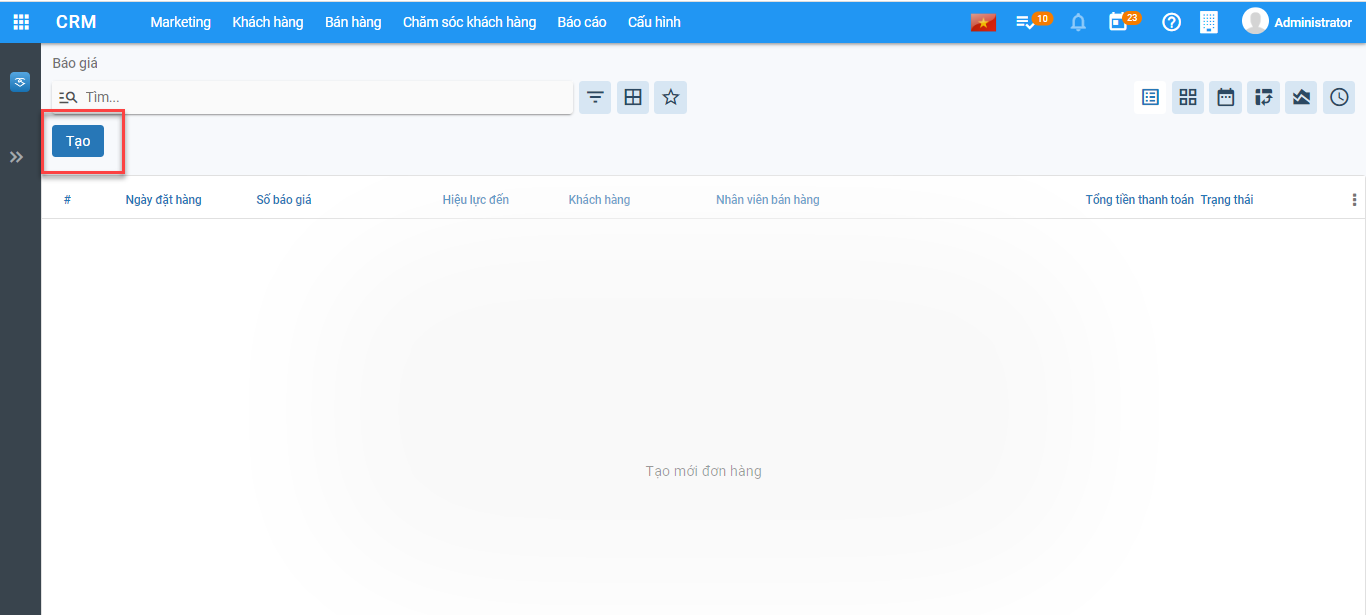 CRM Marketing Khách hàng Bán hàng Chăm sóc khách hàng Báo cáo Cấu hình 10 23 Administrator
Báo giá
Tìm...
Tạo
# Ngày đặt hàng Số báo giá Hiệu lực đến Khách hàng Nhân viên bán hàng Tổng tiền thanh toán Trạng thái
Tạo mới đơn hàng